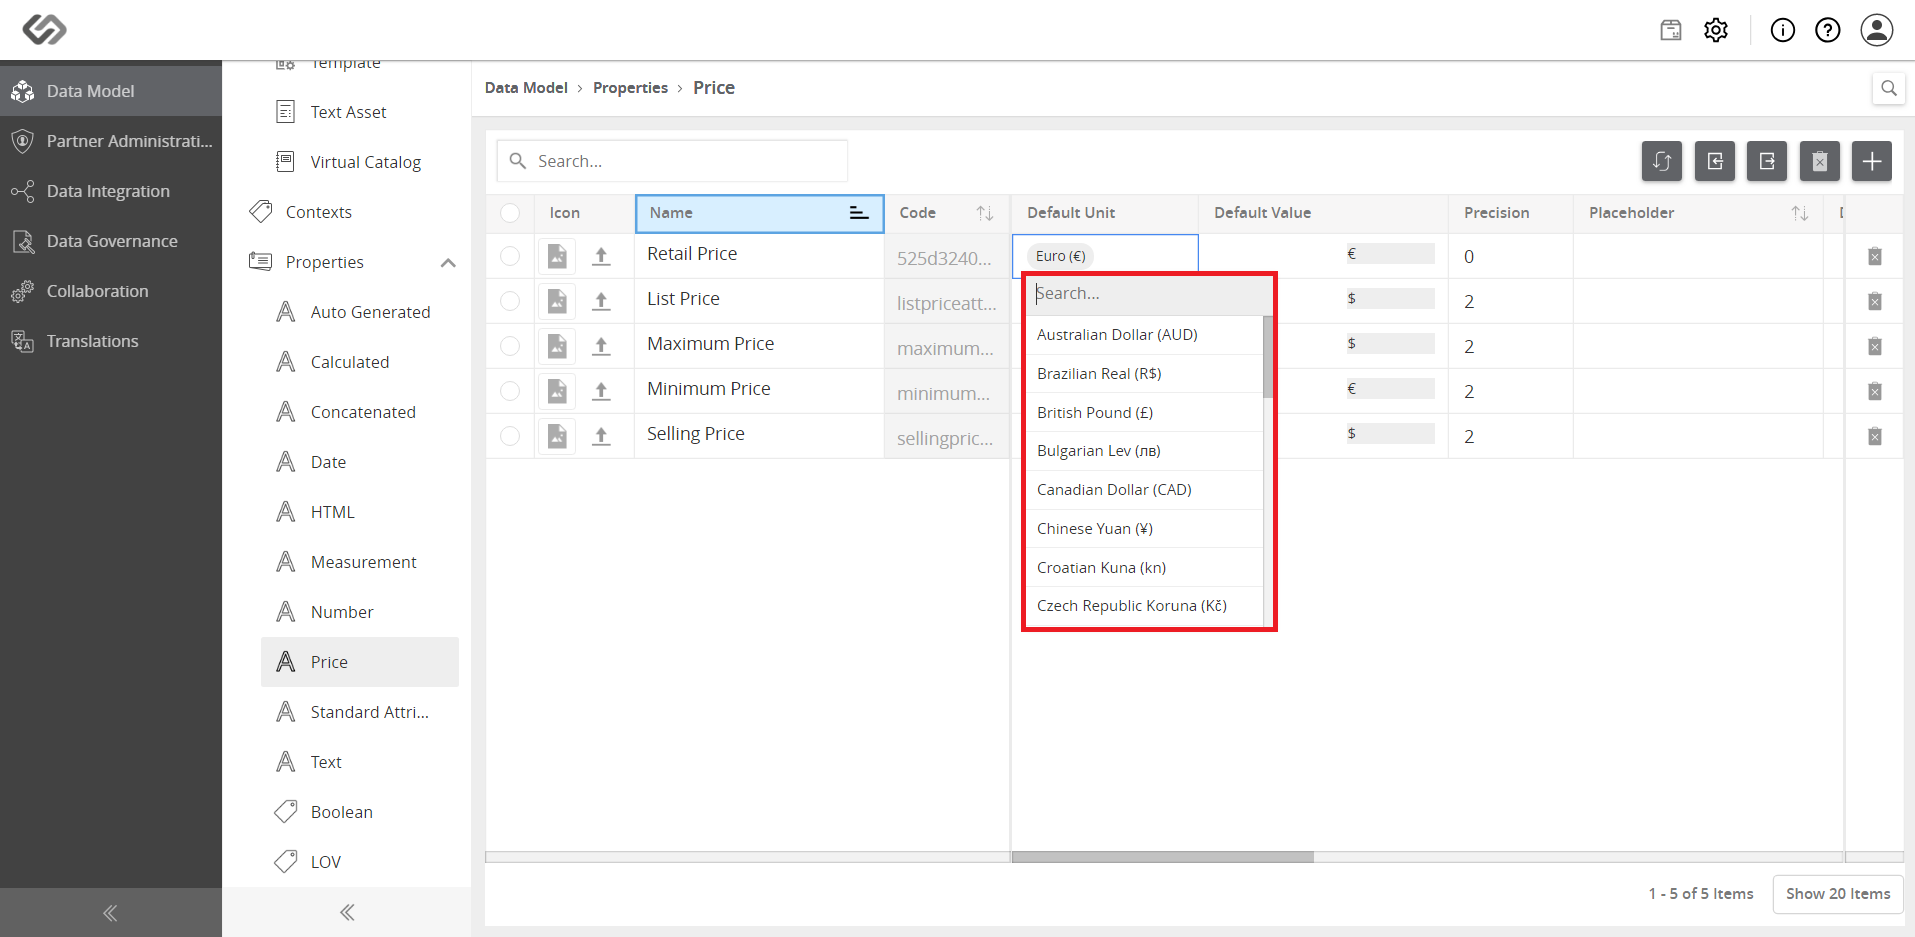 Data Model
Partner Administrati...
Data Integration
Data Governance
Collaboration
Translations
Template
Text Asset
Virtual Catalog
Contexts
Properties
Auto Generated
Calculated
Concatenated
Date
HTML
Measurement
Number
Price
Standard Attri...
Text
Boolean
LOV
Data Model › Properties › Price
Search...
Icon Name Code Default Unit Default Value Precision Placeholder
Retail Price 525d3240... Euro (€) € 0
List Price listpriceatt... $ 2
Maximum Price maximum... $ 2
Minimum Price minimum... € 2
Selling Price sellingpric... $ 2
Search...
Australian Dollar (AUD)
Brazilian Real (R$)
British Pound (£)
Bulgarian Lev (лв)
Canadian Dollar (CAD)
Chinese Yuan (¥)
Croatian Kuna (kn)
Czech Republic Koruna (Kč)
1 - 5 of 5 Items Show 20 Items